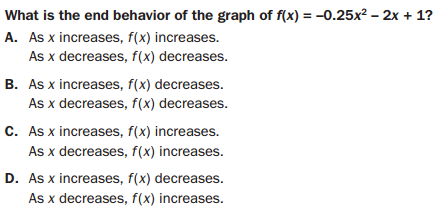 What is the end behavior of the graph of f(x) = –0.25x² – 2x + 1?
A. As x increases, f(x) increases.
As x decreases, f(x) decreases.
B. As x increases, f(x) decreases.
As x decreases, f(x) decreases.
C. As x increases, f(x) increases.
As x decreases, f(x) increases.
D. As x increases, f(x) decreases.
As x decreases, f(x) increases.